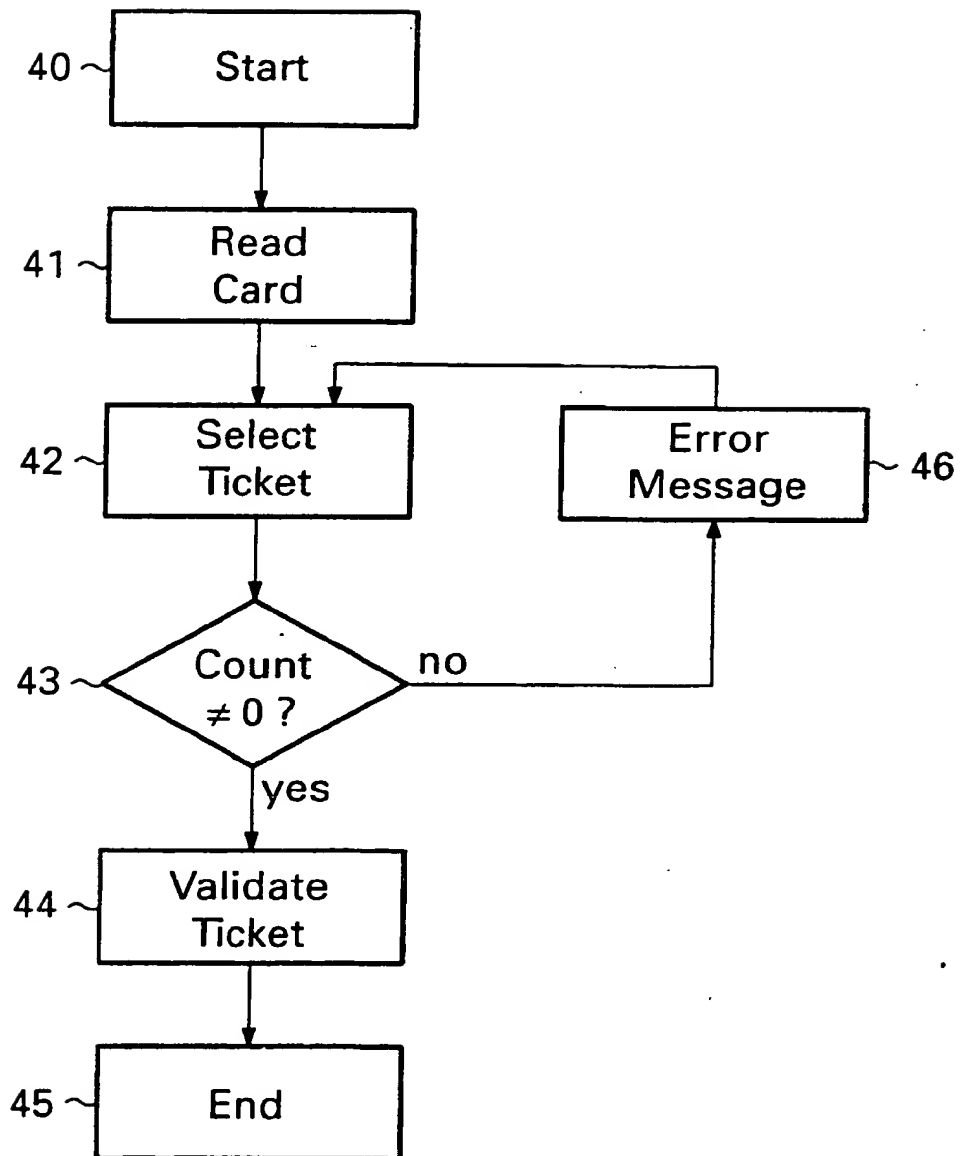 40
Start
41
Read
Card
42
Select
Ticket
Error
Message
46
43
Count
≠ 0 ?
no
yes
44
Validate
Ticket
45
End